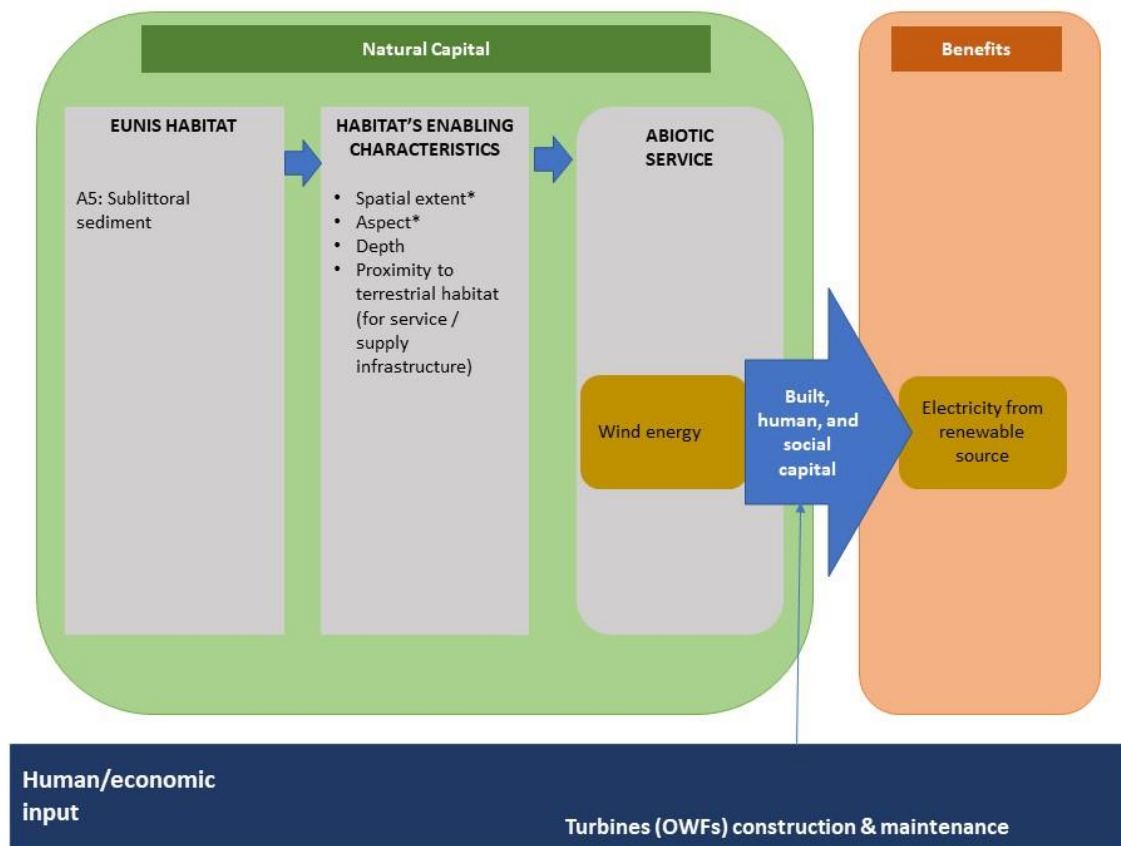 Natural Capital
Benefits
EUNIS HABITAT
A5: Sublittoral
sediment
HABITAT'S ENABLING
CHARACTERISTICS
• Spatial extent*
• Aspect*
• Depth
• Proximity to
terrestrial habitat
(for service /
supply
infrastructure)
ABIOTIC
SERVICE
Wind energy
Built,
human, and
social
capital
Electricity from
renewable
source
Human/economic
input
Turbines (OWFs) construction & maintenance